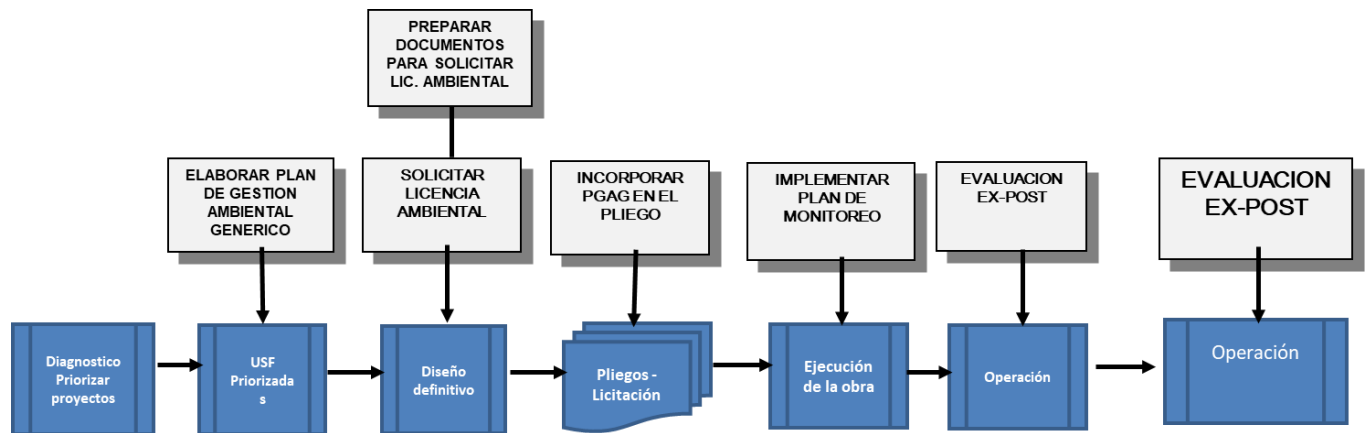 PREPARAR
DOCUMENTOS
PARA SOLICITAR
LIC. AMBIENTAL
ELABORAR PLAN
DE GESTION
AMBIENTAL
GENERICO
SOLICITAR
LICENCIA
AMBIENTAL
INCORPORAR
PGAG EN EL
PLIEGO
IMPLEMENTAR
PLAN DE
MONITOREO
EVALUACION
EX-POST
EVALUACION
EX-POST
Diagnostico
Priorizar
proyectos
USF
Priorizada
s
Diseño
definitivo
Pliegos -
Licitación
Ejecución
de la obra
Operación
Operación